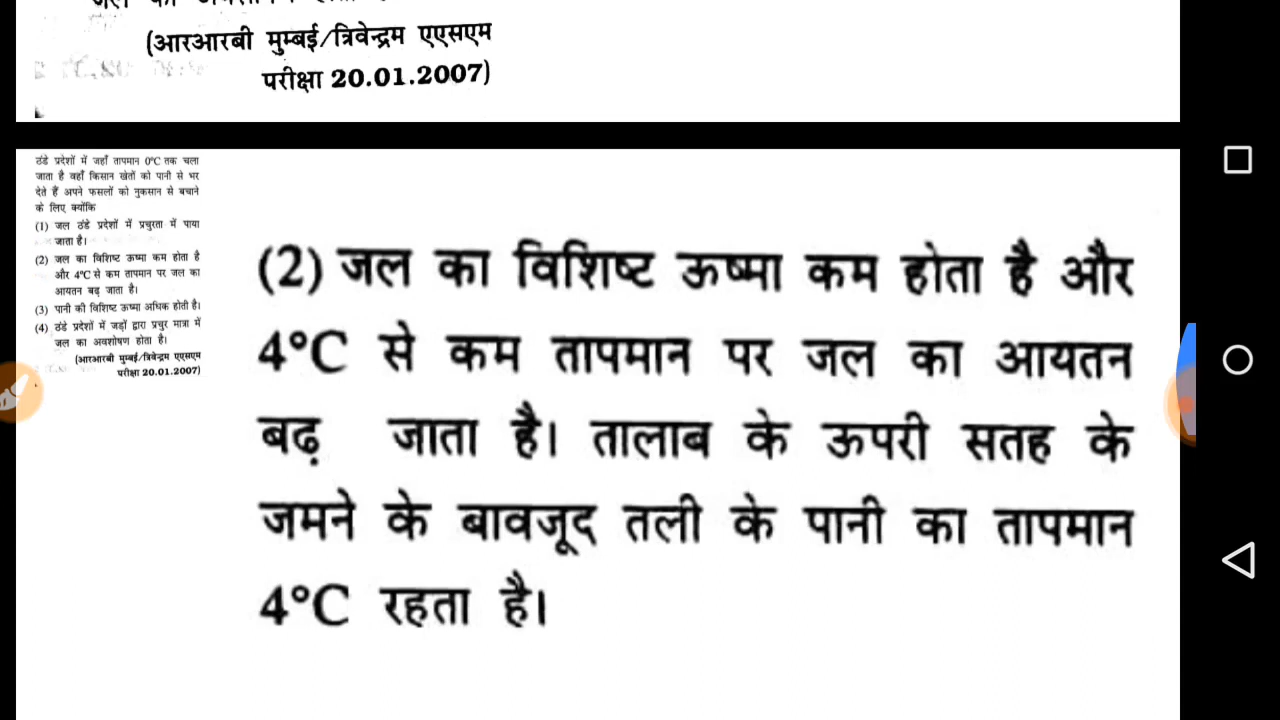 (आरआरबी मुम्बई/त्रिवेन्द्रम एएसएम
परीक्षा 20.01.2007)
ठंडे प्रदेशों में जहाँ तापमान 0°C तक चला
जाता है वहाँ किसान खेतों को पानी से भर
देते हैं अपने फसलों को नुकसान से बचाने
के लिए क्योंकि
(1) जल ठंडे प्रदेशों में प्रचुरता में पाया
जाता है।
(2) जल का विशिष्ट ऊष्मा कम होता है
और 4°C से कम तापमान पर जल का
आयतन बढ़ जाता है।
(3) पानी की विशिष्ट ऊष्मा अधिक होती है।
(4) ठंडे प्रदेशों में जड़ों द्वारा प्रचुर मात्रा में
जल का अवशोषण होता है।
(आरआरबी मुम्बई/त्रिवेन्द्रम एएसएम
परीक्षा 20.01.2007)
(2) जल का विशिष्ट ऊष्मा कम होता है और
4°C से कम तापमान पर जल का आयतन
बढ़ जाता है। तालाब के ऊपरी सतह के
जमने के बावजूद तली के पानी का तापमान
4°C रहता है।